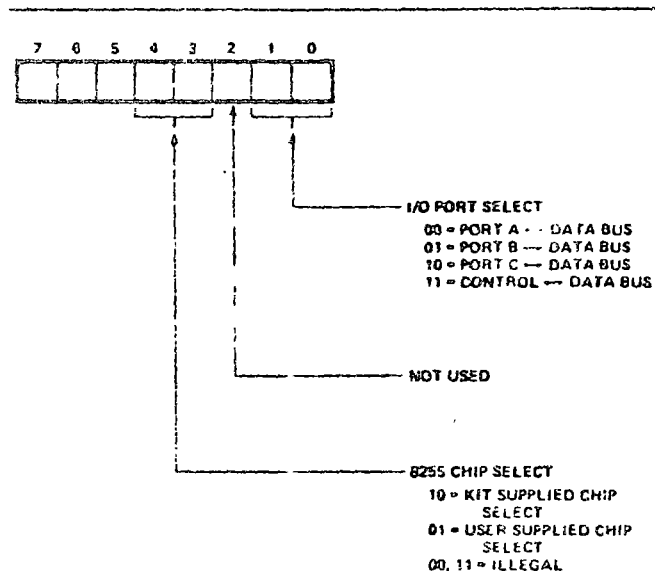 7 6 5 4 3 2 1 0
I/O PORT SELECT
00 = PORT A ↔ DATA BUS
01 = PORT B ↔ DATA BUS
10 = PORT C ↔ DATA BUS
11 = CONTROL ← DATA BUS
NOT USED
8255 CHIP SELECT
10 = KIT SUPPLIED CHIP
SELECT
01 = USER SUPPLIED CHIP
SELECT
00, 11 = ILLEGAL